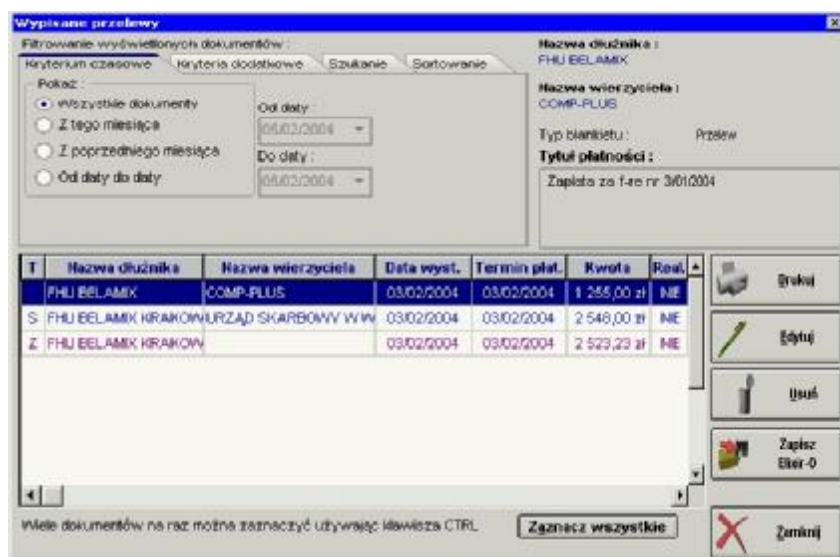 Wypisane przelewy
Filtrowanie wyświetlonych dokumentów :
Kryterium czasowe Kryteria dodatkowe Szukanie Sortowanie
Pokaż :
Wszystkie dokumenty
Z tego miesiąca
Z poprzedniego miesiąca
Od daty do daty
Od daty :
05/02/2004
Do daty :
05/02/2004
Nazwa dłużnika :
FHU BELAMIX
Nazwa wierzyciela :
COMP-PLUS
Typ blankietu : Przelew
Tytuł płatności :
Zapłata za f-re nr 3/01/2004
T Nazwa dłużnika Nazwa wierzyciela Data wyst. Termin płat. Kwota Real.
FHU BELAMIX COMP-PLUS 03/02/2004 03/02/2004 1 255,00 zł NIE
S FHU BELAMIX KRAKOW URZĄD SKARBOWY W W 03/02/2004 03/02/2004 2 548,00 zł NIE
Z FHU BELAMIX KRAKOW 03/02/2004 03/02/2004 2 523,23 zł NIE
Drukuj
Edytuj
Usuń
Zapisz
Elixir-O
Wiele dokumentów na raz można zaznaczyć używając klawisza CTRL
Zaznacz wszystkie
Zamknij